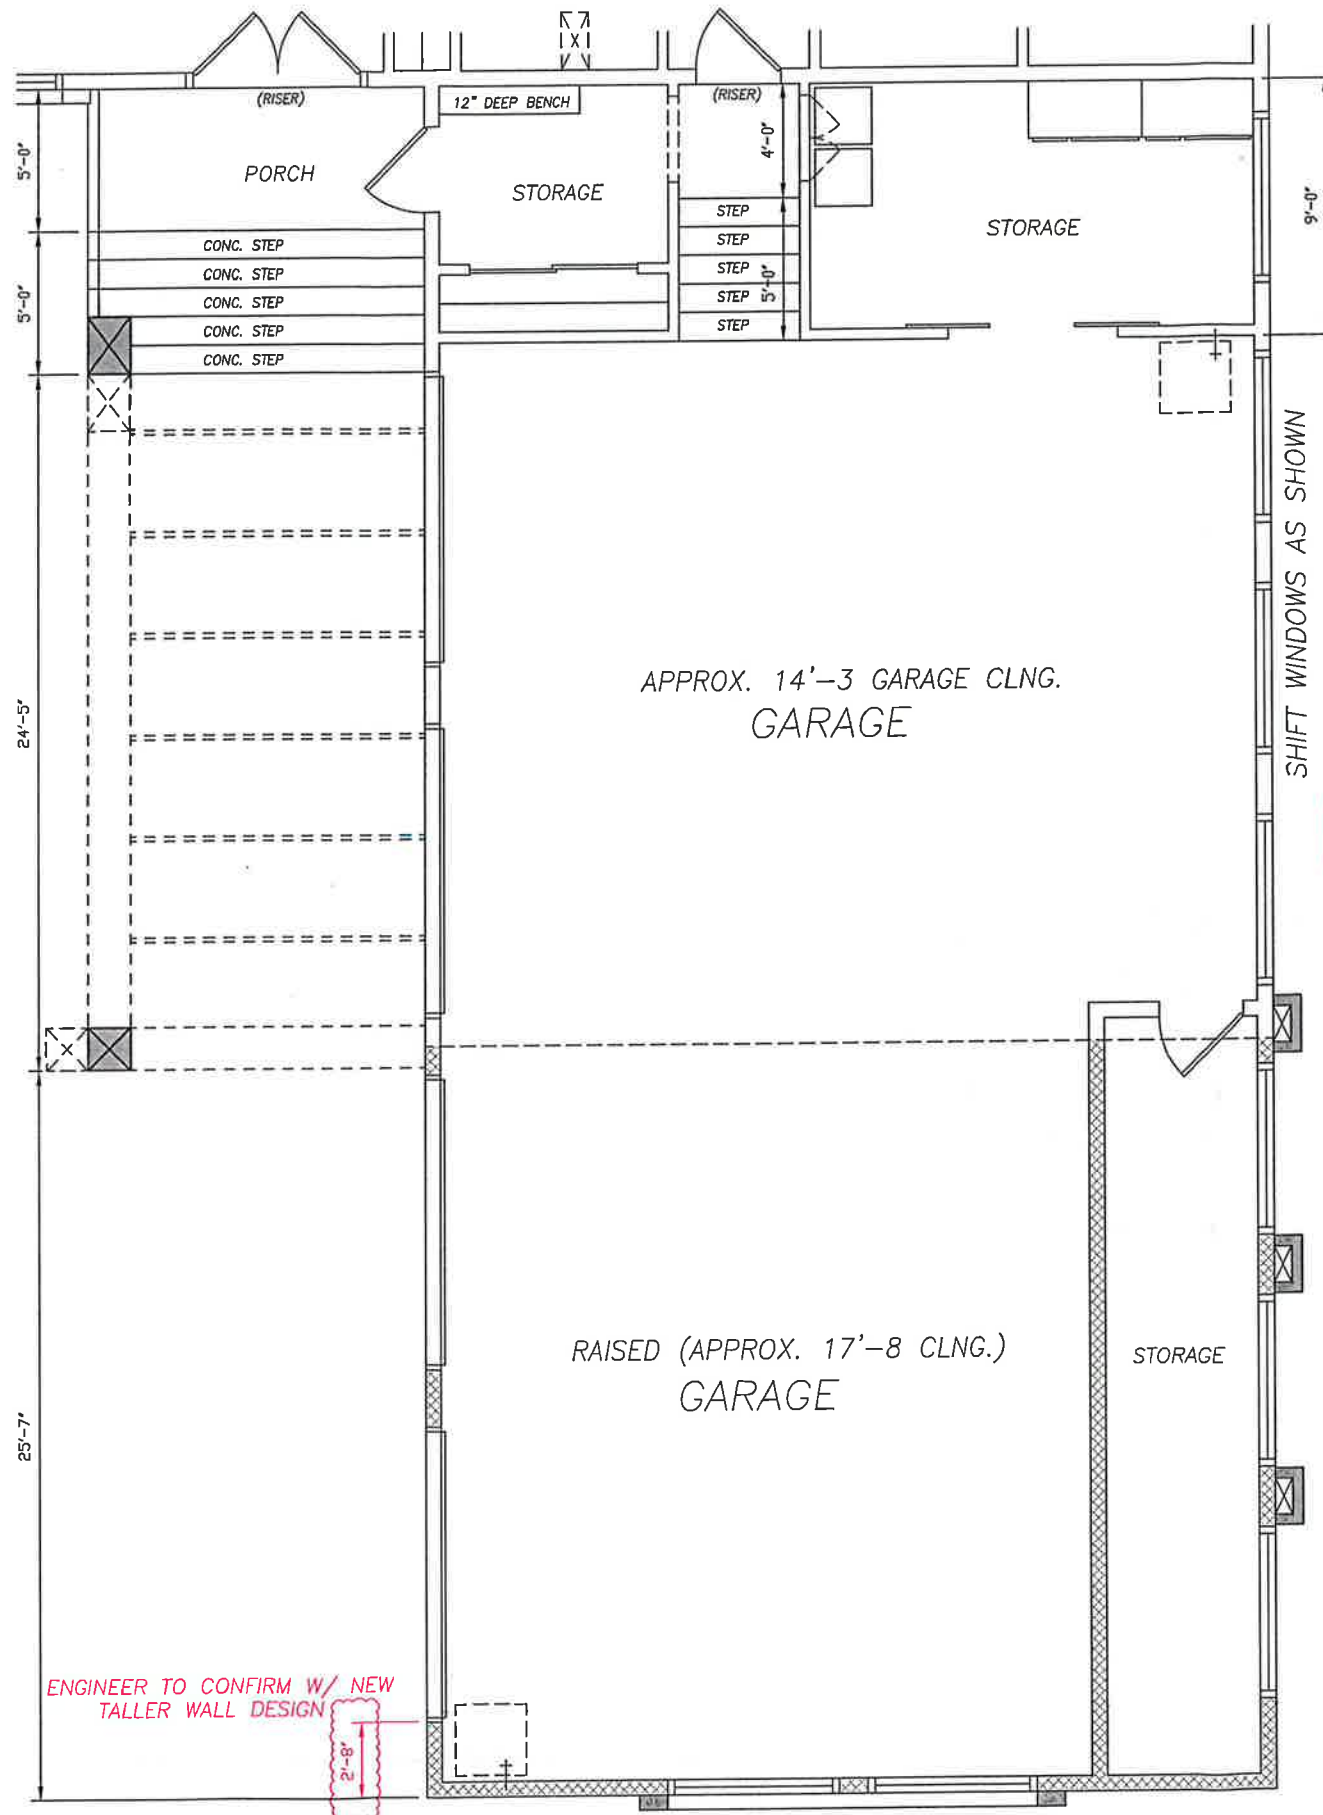 (RISER)
12" DEEP BENCH
(RISER)
5'-0"
PORCH
STORAGE
4'-0"
STORAGE
9'-0"
CONC. STEP
CONC. STEP
CONC. STEP
CONC. STEP
CONC. STEP
5'-0"
STEP
STEP
STEP
STEP
STEP
5'-0"
SHIFT WINDOWS AS SHOWN
24'-5"
APPROX. 14'-3 GARAGE CLNG.
GARAGE
RAISED (APPROX. 17'-8 CLNG.)
GARAGE
STORAGE
25'-7"
ENGINEER TO CONFIRM W/ NEW
TALLER WALL DESIGN
2'-8"